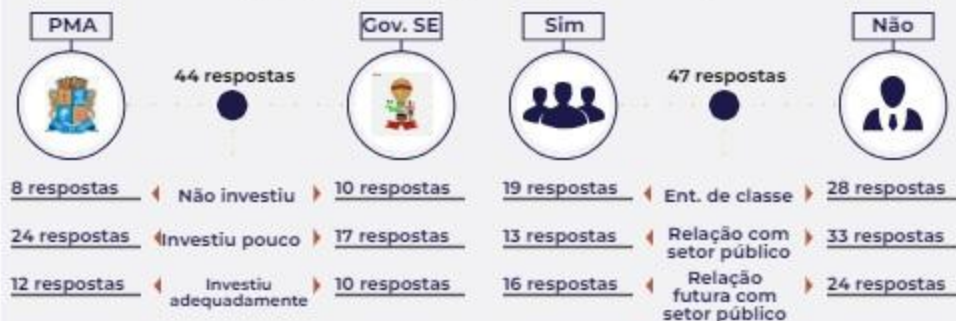 PMA
Gov. SE
Sim
Não
44 respostas
47 respostas
8 respostas
Não investiu
10 respostas
19 respostas
Ent. de classe
28 respostas
24 respostas
Investiu pouco
17 respostas
13 respostas
Relação com
setor público
33 respostas
12 respostas
Investiu
adequadamente
10 respostas
16 respostas
Relação
futura com
setor público
24 respostas